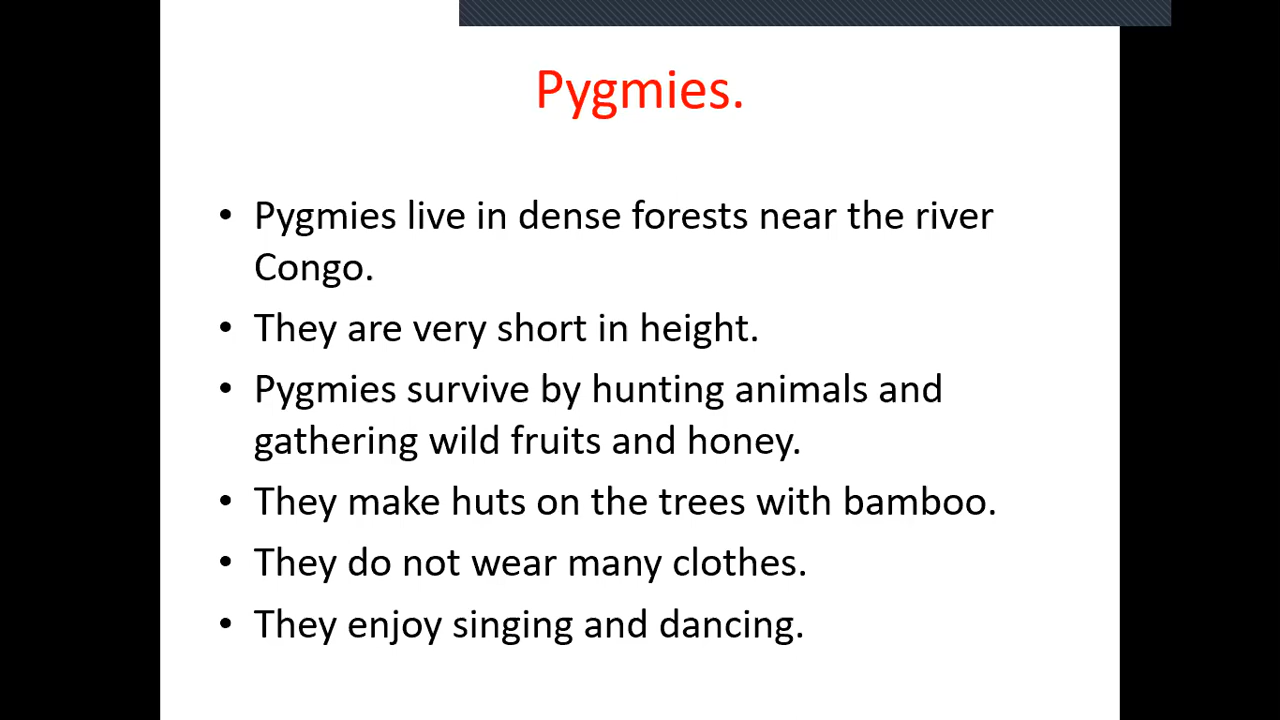 Pygmies.
• Pygmies live in dense forests near the river
Congo.
• They are very short in height.
• Pygmies survive by hunting animals and
gathering wild fruits and honey.
• They make huts on the trees with bamboo.
• They do not wear many clothes.
• They enjoy singing and dancing.